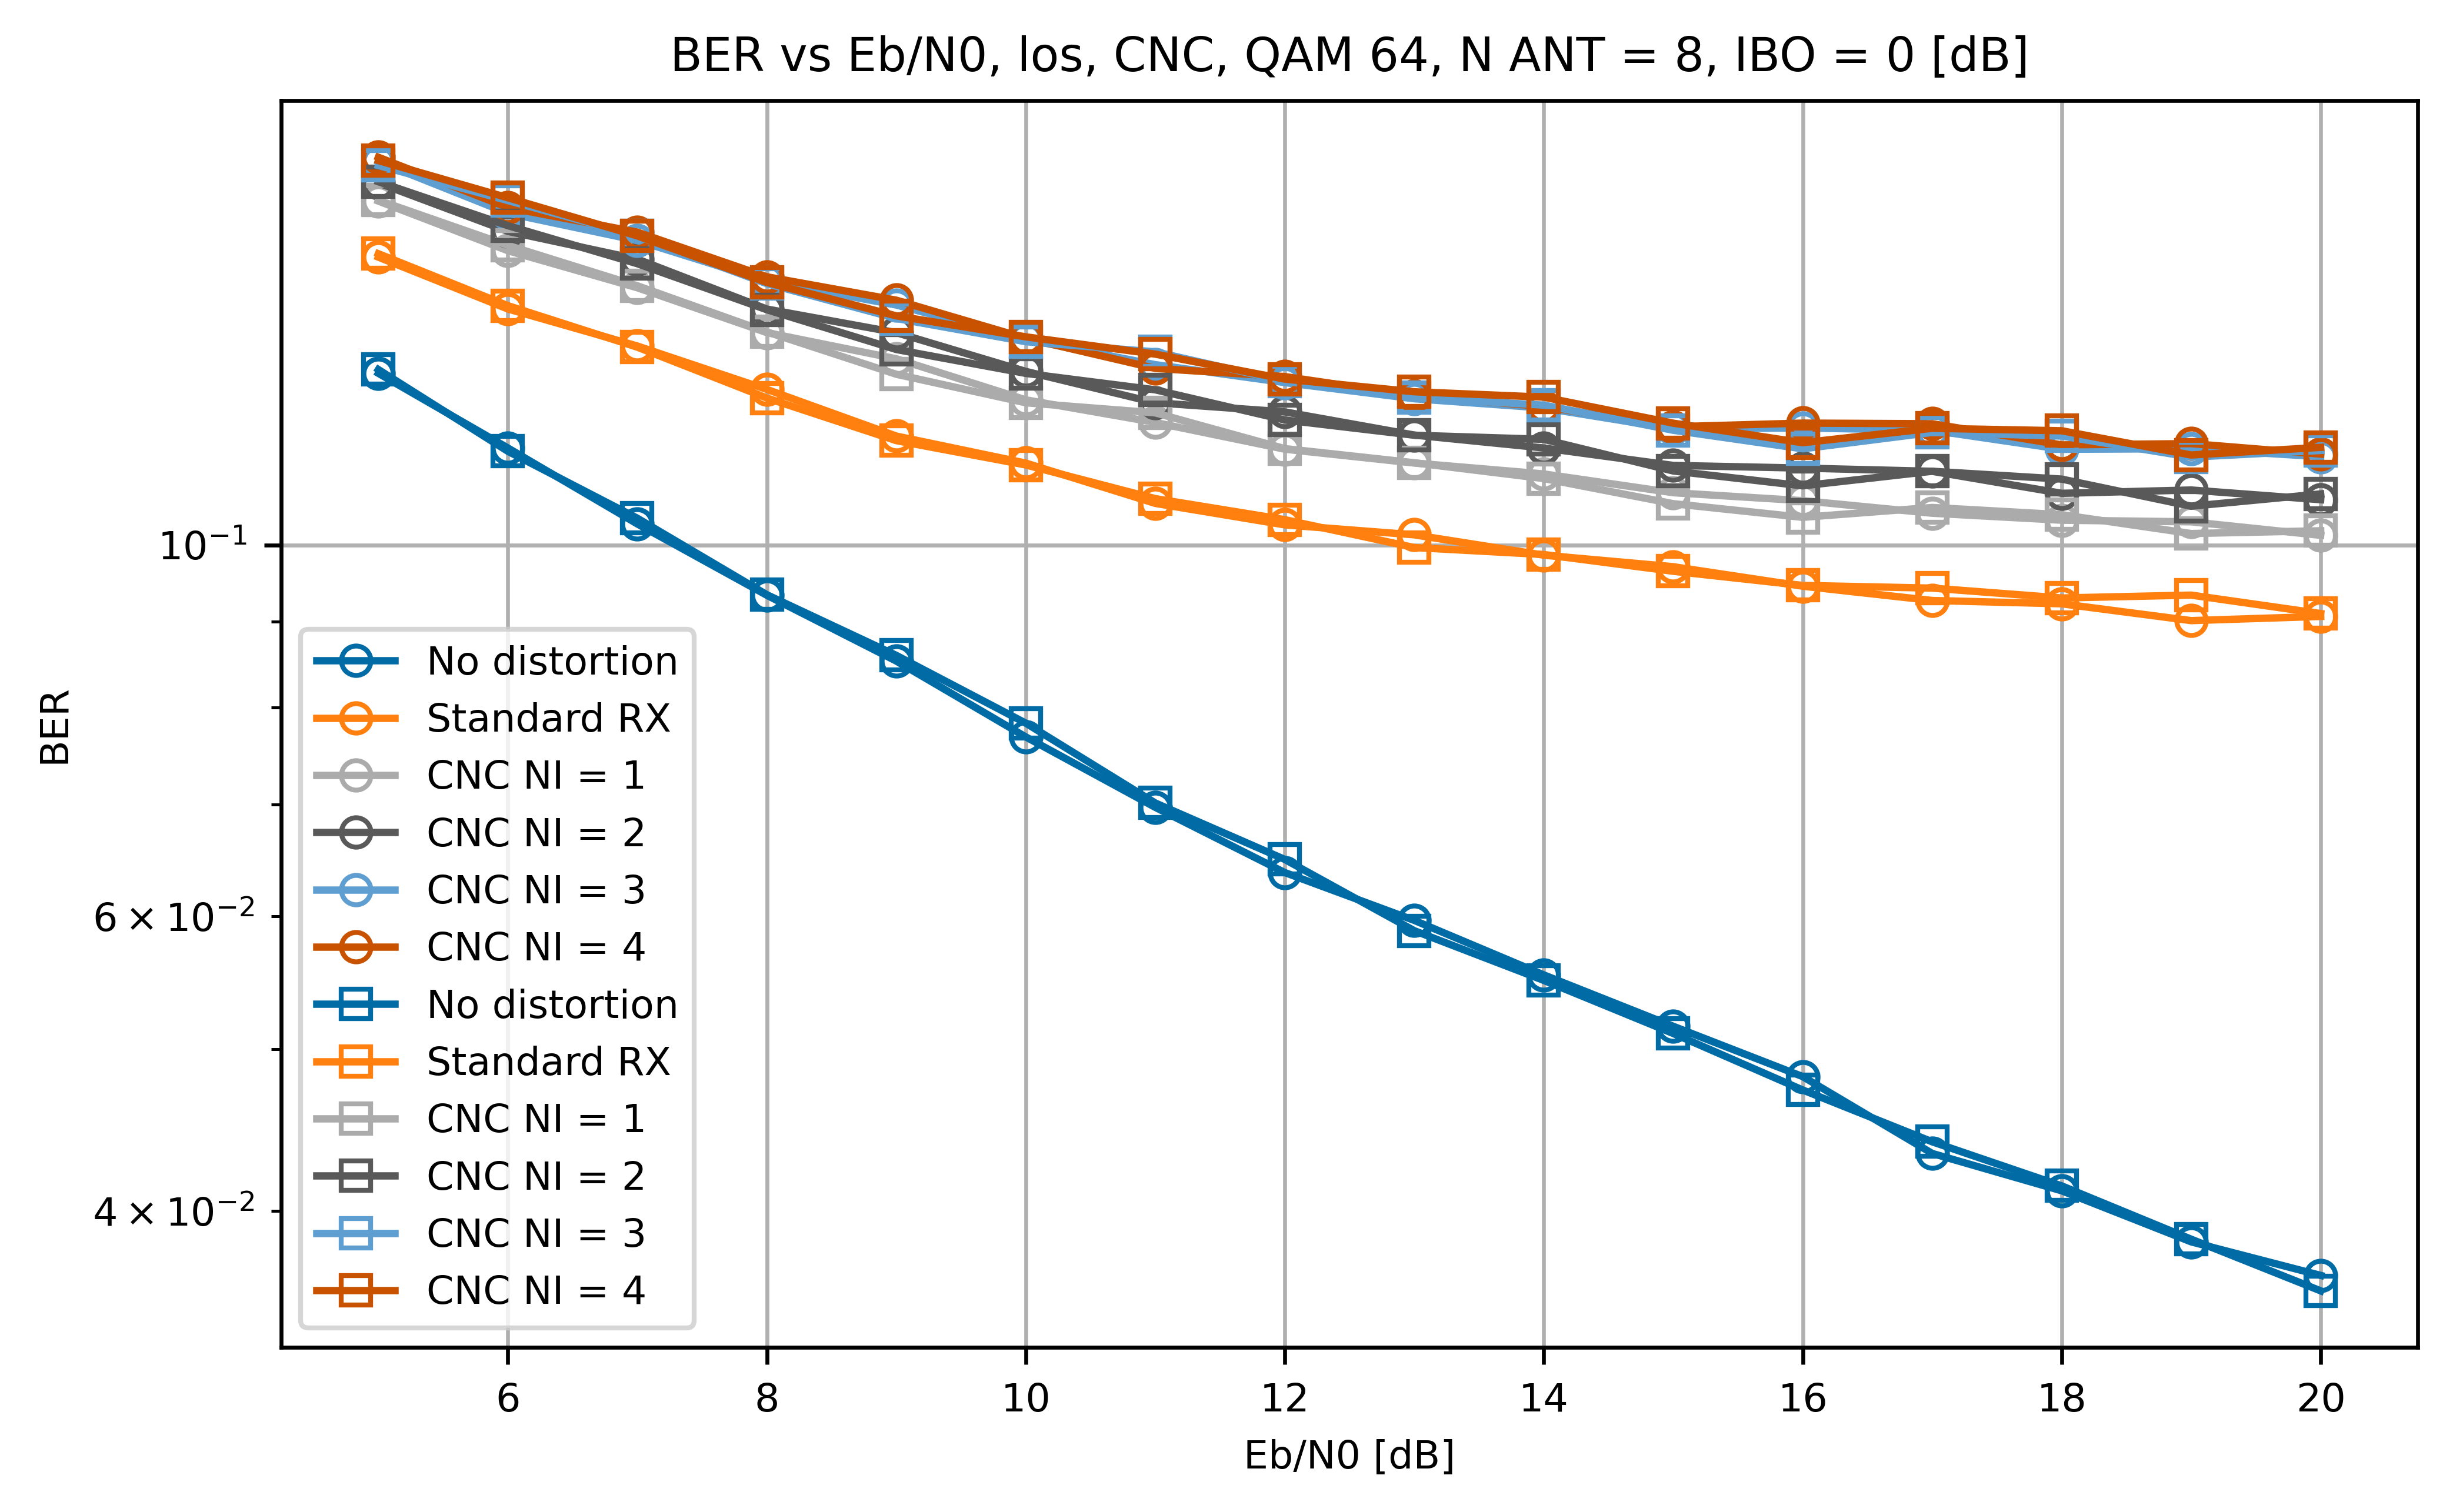 BER vs Eb/N0, los, CNC, QAM 64, N ANT = 8, IBO = 0 [dB]
BER
10⁻¹
6 × 10⁻²
4 × 10⁻²
No distortion
Standard RX
CNC NI = 1
CNC NI = 2
CNC NI = 3
CNC NI = 4
No distortion
Standard RX
CNC NI = 1
CNC NI = 2
CNC NI = 3
CNC NI = 4
6 8 10 12 14 16 18 20
Eb/N0 [dB]